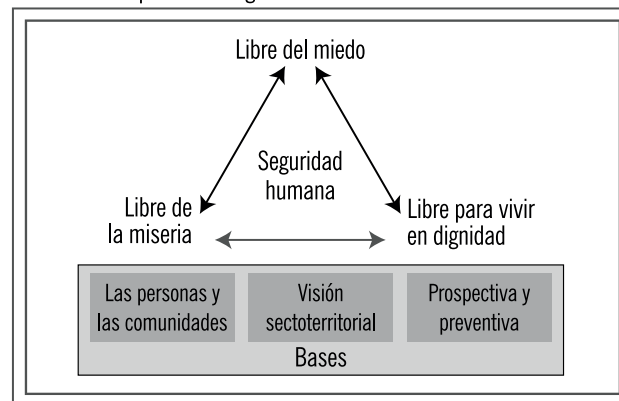 Libre del miedo
Seguridad
humana
Libre de
la miseria
Libre para vivir
en dignidad
Las personas y
las comunidades
Visión
sectoterritorial
Prospectiva y
preventiva
Bases